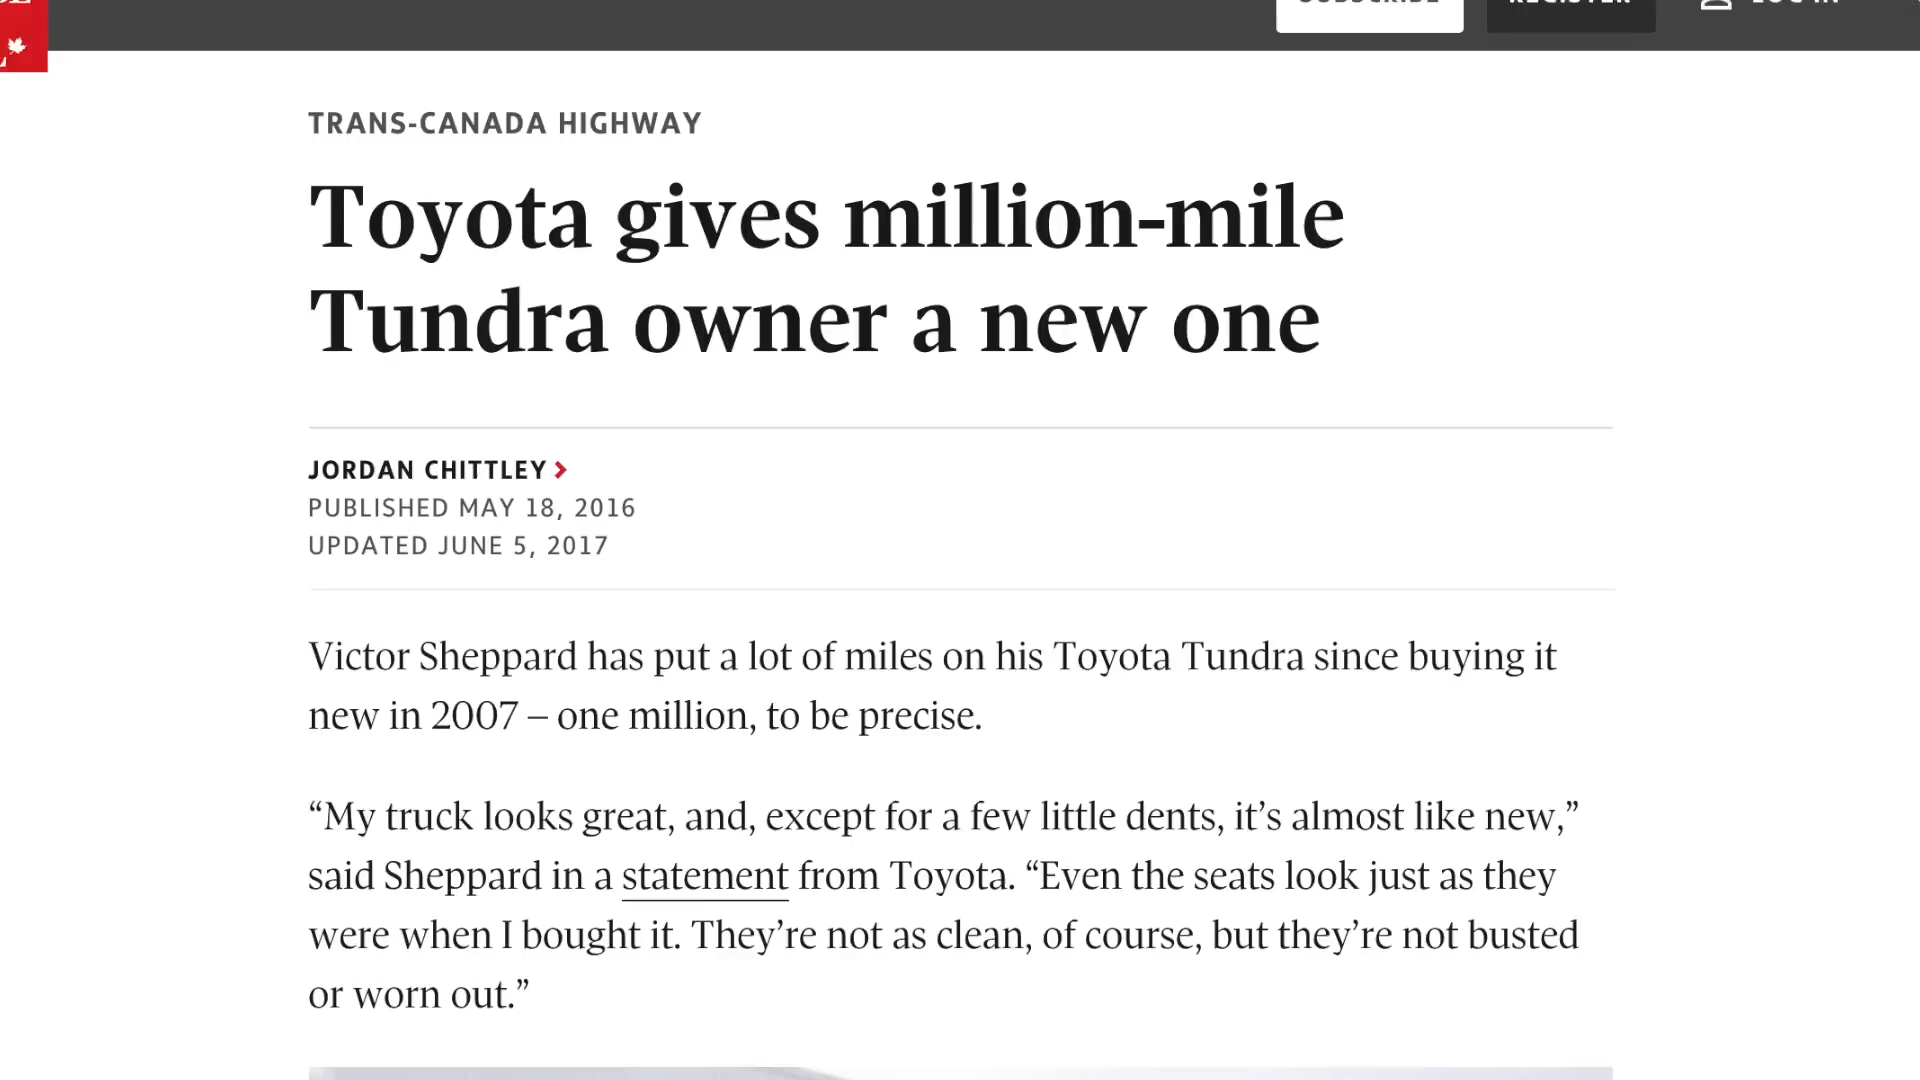 TRANS-CANADA HIGHWAY
Toyota gives million-mile
Tundra owner a new one
JORDAN CHITTLEY
PUBLISHED MAY 18, 2016
UPDATED JUNE 5, 2017
Victor Sheppard has put a lot of miles on his Toyota Tundra since buying it
new in 2007 – one million, to be precise.
“My truck looks great, and, except for a few little dents, it’s almost like new,”
said Sheppard in a statement from Toyota. “Even the seats look just as they
were when I bought it. They’re not as clean, of course, but they’re not busted
or worn out.”